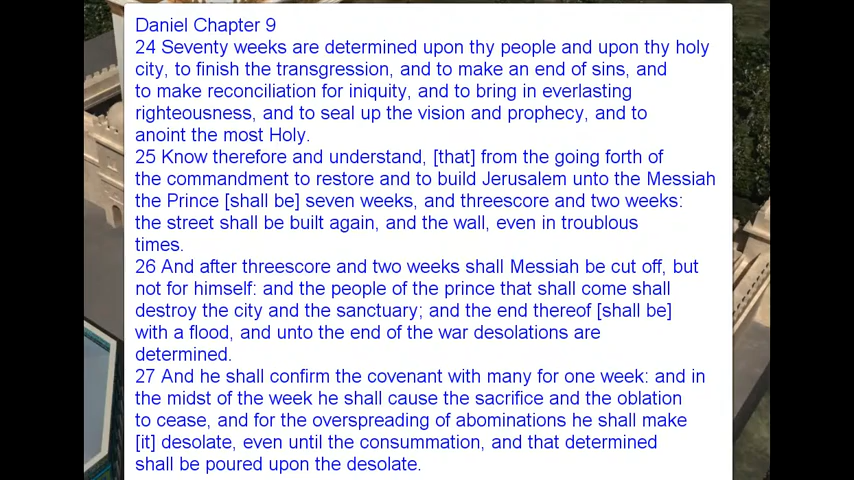 Daniel Chapter 9
24 Seventy weeks are determined upon thy people and upon thy holy
city, to finish the transgression, and to make an end of sins, and
to make reconciliation for iniquity, and to bring in everlasting
righteousness, and to seal up the vision and prophecy, and to
anoint the most Holy.
25 Know therefore and understand, [that] from the going forth of
the commandment to restore and to build Jerusalem unto the Messiah
the Prince [shall be] seven weeks, and threescore and two weeks:
the street shall be built again, and the wall, even in troublous
times.
26 And after threescore and two weeks shall Messiah be cut off, but
not for himself: and the people of the prince that shall come shall
destroy the city and the sanctuary; and the end thereof [shall be]
with a flood, and unto the end of the war desolations are
determined.
27 And he shall confirm the covenant with many for one week: and in
the midst of the week he shall cause the sacrifice and the oblation
to cease, and for the overspreading of abominations he shall make
[it] desolate, even until the consummation, and that determined
shall be poured upon the desolate.